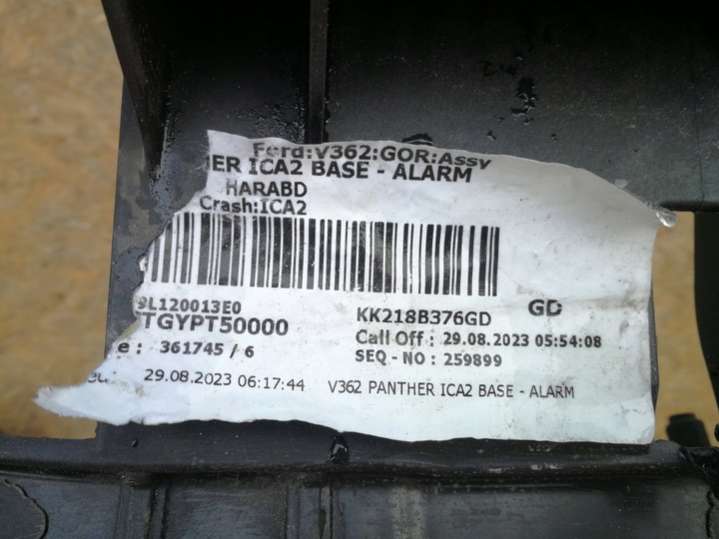 Ford:V362:GOR:Assy
HER ICA2 BASE - ALARM
HARABD
Crash:ICA2
9L120013E0
KK218B376GD GD
TGYPT50000
Call Off : 29.08.2023 05:54:08
e : 361745 / 6
SEQ - NO : 259899
29.08.2023 06:17:44 V362 PANTHER ICA2 BASE - ALARM